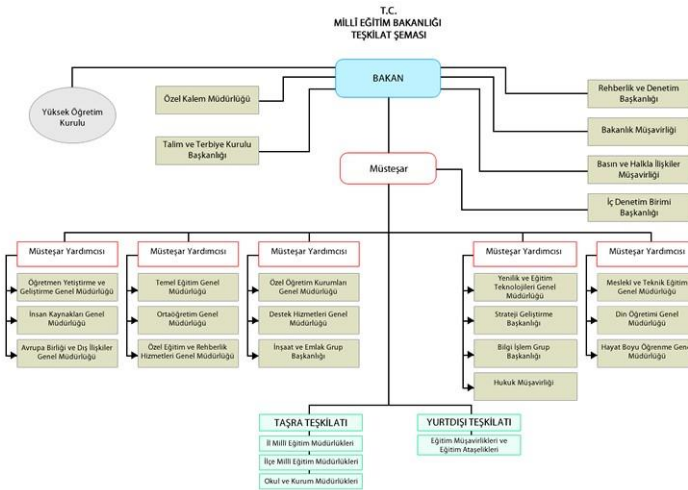 T.C.
MİLLÎ EĞİTİM BAKANLIĞI
TEŞKİLAT ŞEMASI
BAKAN
Yüksek Öğretim
Kurulu
Özel Kalem Müdürlüğü
Talim ve Terbiye Kurulu
Başkanlığı
Rehberlik ve Denetim
Başkanlığı
Bakanlık Müşavirliği
Basın ve Halkla İlişkiler
Müşavirliği
Müsteşar
İç Denetim Birimi
Başkanlığı
Müsteşar Yardımcısı
Öğretmen Yetiştirme ve
Geliştirme Genel Müdürlüğü
İnsan Kaynakları Genel
Müdürlüğü
Avrupa Birliği ve Dış İlişkiler
Genel Müdürlüğü
Müsteşar Yardımcısı
Temel Eğitim Genel
Müdürlüğü
Ortaöğretim Genel
Müdürlüğü
Özel Eğitim ve Rehberlik
Hizmetleri Genel Müdürlüğü
Müsteşar Yardımcısı
Özel Öğretim Kurumları
Genel Müdürlüğü
Destek Hizmetleri Genel
Müdürlüğü
İnşaat ve Emlak Grup
Başkanlığı
Müsteşar Yardımcısı
Yenilik ve Eğitim
Teknolojileri Genel
Müdürlüğü
Strateji Geliştirme
Başkanlığı
Bilgi İşlem Grup
Başkanlığı
Hukuk Müşavirliği
Müsteşar Yardımcısı
Meslekî ve Teknik Eğitim
Genel Müdürlüğü
Din Öğretimi Genel
Müdürlüğü
Hayat Boyu Öğrenme Gene
Müdürlüğü
TAŞRA TEŞKİLATI
İl Millî Eğitim Müdürlükleri
İlçe Millî Eğitim Müdürlükleri
Okul ve Kurum Müdürlükleri
YURTDIŞI TEŞKİLATI
Eğitim Müşavirlikleri ve
Eğitim Ataşelikleri